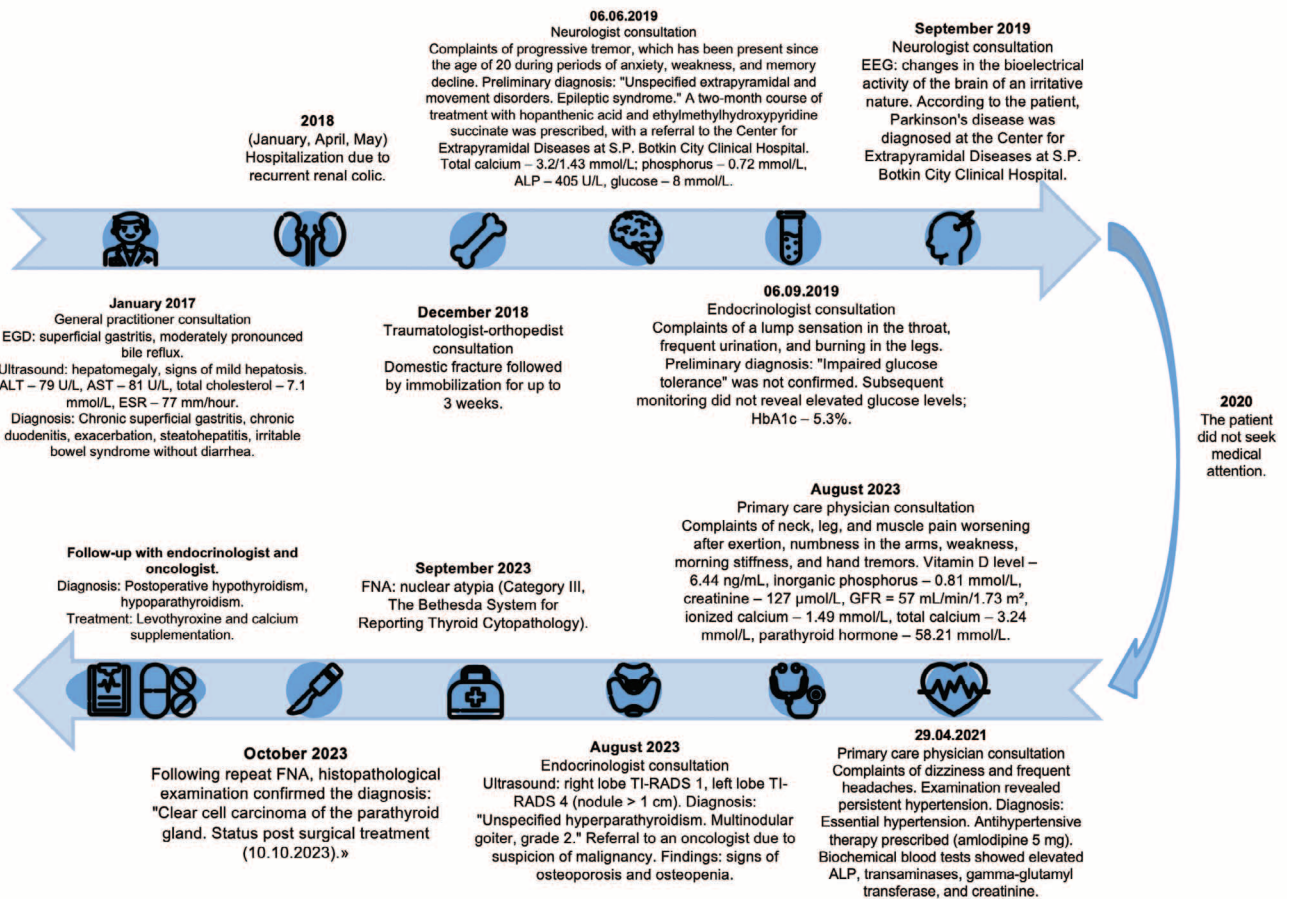 January 2017
General practitioner consultation
EGD: superficial gastritis, moderately pronounced
bile reflux.
Ultrasound: hepatomegaly, signs of mild hepatosis.
ALT – 79 U/L, AST – 81 U/L, total cholesterol – 7.1
mmol/L, ESR – 77 mm/hour.
Diagnosis: Chronic superficial gastritis, chronic
duodenitis, exacerbation, steatohepatitis, irritable
bowel syndrome without diarrhea.
2018
(January, April, May)
Hospitalization due to
recurrent renal colic.
December 2018
Traumatologist-orthopedist
consultation
Domestic fracture followed
by immobilization for up to
3 weeks.
06.06.2019
Neurologist consultation
Complaints of progressive tremor, which has been present since
the age of 20 during periods of anxiety, weakness, and memory
decline. Preliminary diagnosis: "Unspecified extrapyramidal and
movement disorders. Epileptic syndrome." A two-month course of
treatment with hopanthenic acid and ethylmethylhydroxypyridine
succinate was prescribed, with a referral to the Center for
Extrapyramidal Diseases at S.P. Botkin City Clinical Hospital.
Total calcium – 3.2/1.43 mmol/L; phosphorus – 0.72 mmol/L,
ALP – 405 U/L, glucose – 8 mmol/L.
06.09.2019
Endocrinologist consultation
Complaints of a lump sensation in the throat,
frequent urination, and burning in the legs.
Preliminary diagnosis: "Impaired glucose
tolerance" was not confirmed. Subsequent
monitoring did not reveal elevated glucose levels;
HbA1c – 5.3%.
September 2019
Neurologist consultation
EEG: changes in the bioelectrical
activity of the brain of an irritative
nature. According to the patient,
Parkinson's disease was
diagnosed at the Center for
Extrapyramidal Diseases at S.P.
Botkin City Clinical Hospital.
2020
The patient
did not seek
medical
attention.
29.04.2021
Primary care physician consultation
Complaints of dizziness and frequent
headaches. Examination revealed
persistent hypertension. Diagnosis:
Essential hypertension. Antihypertensive
therapy prescribed (amlodipine 5 mg).
Biochemical blood tests showed elevated
ALP, transaminases, gamma-glutamyl
transferase, and creatinine.
August 2023
Primary care physician consultation
Complaints of neck, leg, and muscle pain worsening
after exertion, numbness in the arms, weakness,
morning stiffness, and hand tremors. Vitamin D level –
6.44 ng/mL, inorganic phosphorus – 0.81 mmol/L,
creatinine – 127 µmol/L, GFR = 57 mL/min/1.73 m²,
ionized calcium – 1.49 mmol/L, total calcium – 3.24
mmol/L, parathyroid hormone – 58.21 mmol/L.
August 2023
Endocrinologist consultation
Ultrasound: right lobe TI-RADS 1, left lobe TI-
RADS 4 (nodule > 1 cm). Diagnosis:
"Unspecified hyperparathyroidism. Multinodular
goiter, grade 2." Referral to an oncologist due to
suspicion of malignancy. Findings: signs of
osteoporosis and osteopenia.
September 2023
FNA: nuclear atypia (Category III,
The Bethesda System for
Reporting Thyroid Cytopathology).
October 2023
Following repeat FNA, histopathological
examination confirmed the diagnosis:
"Clear cell carcinoma of the parathyroid
gland. Status post surgical treatment
(10.10.2023).»
Follow-up with endocrinologist and
oncologist.
Diagnosis: Postoperative hypothyroidism,
hypoparathyroidism.
Treatment: Levothyroxine and calcium
supplementation.